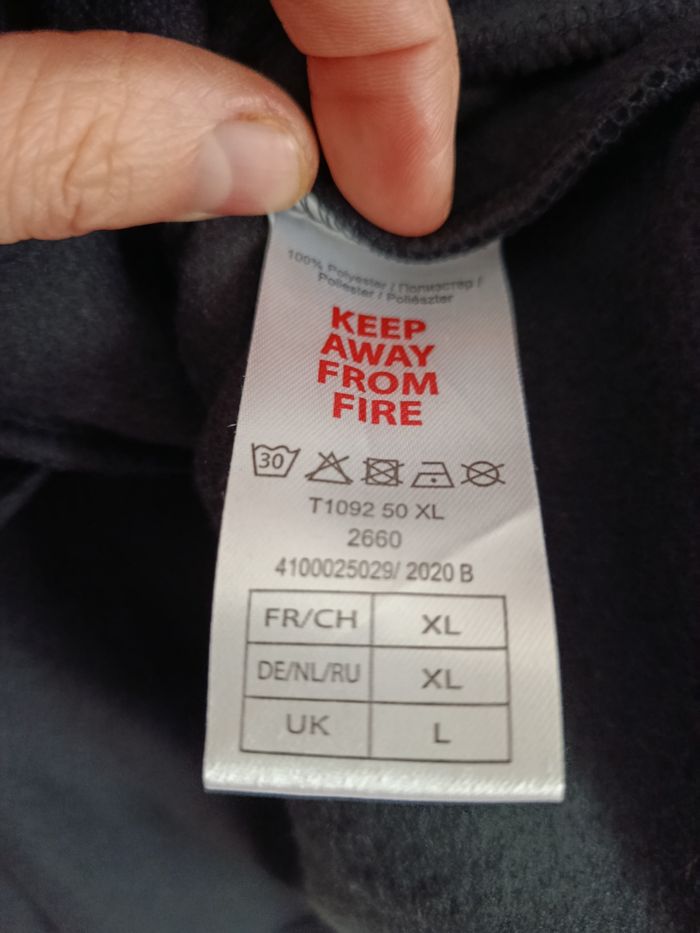 100% Polyester / Полиэстер /
Poliester / Poliészter
KEEP
AWAY
FROM
FIRE
30
T1092 50 XL
2660
4100025029/ 2020 B
FR/CH XL
DE/NL/RU XL
UK L